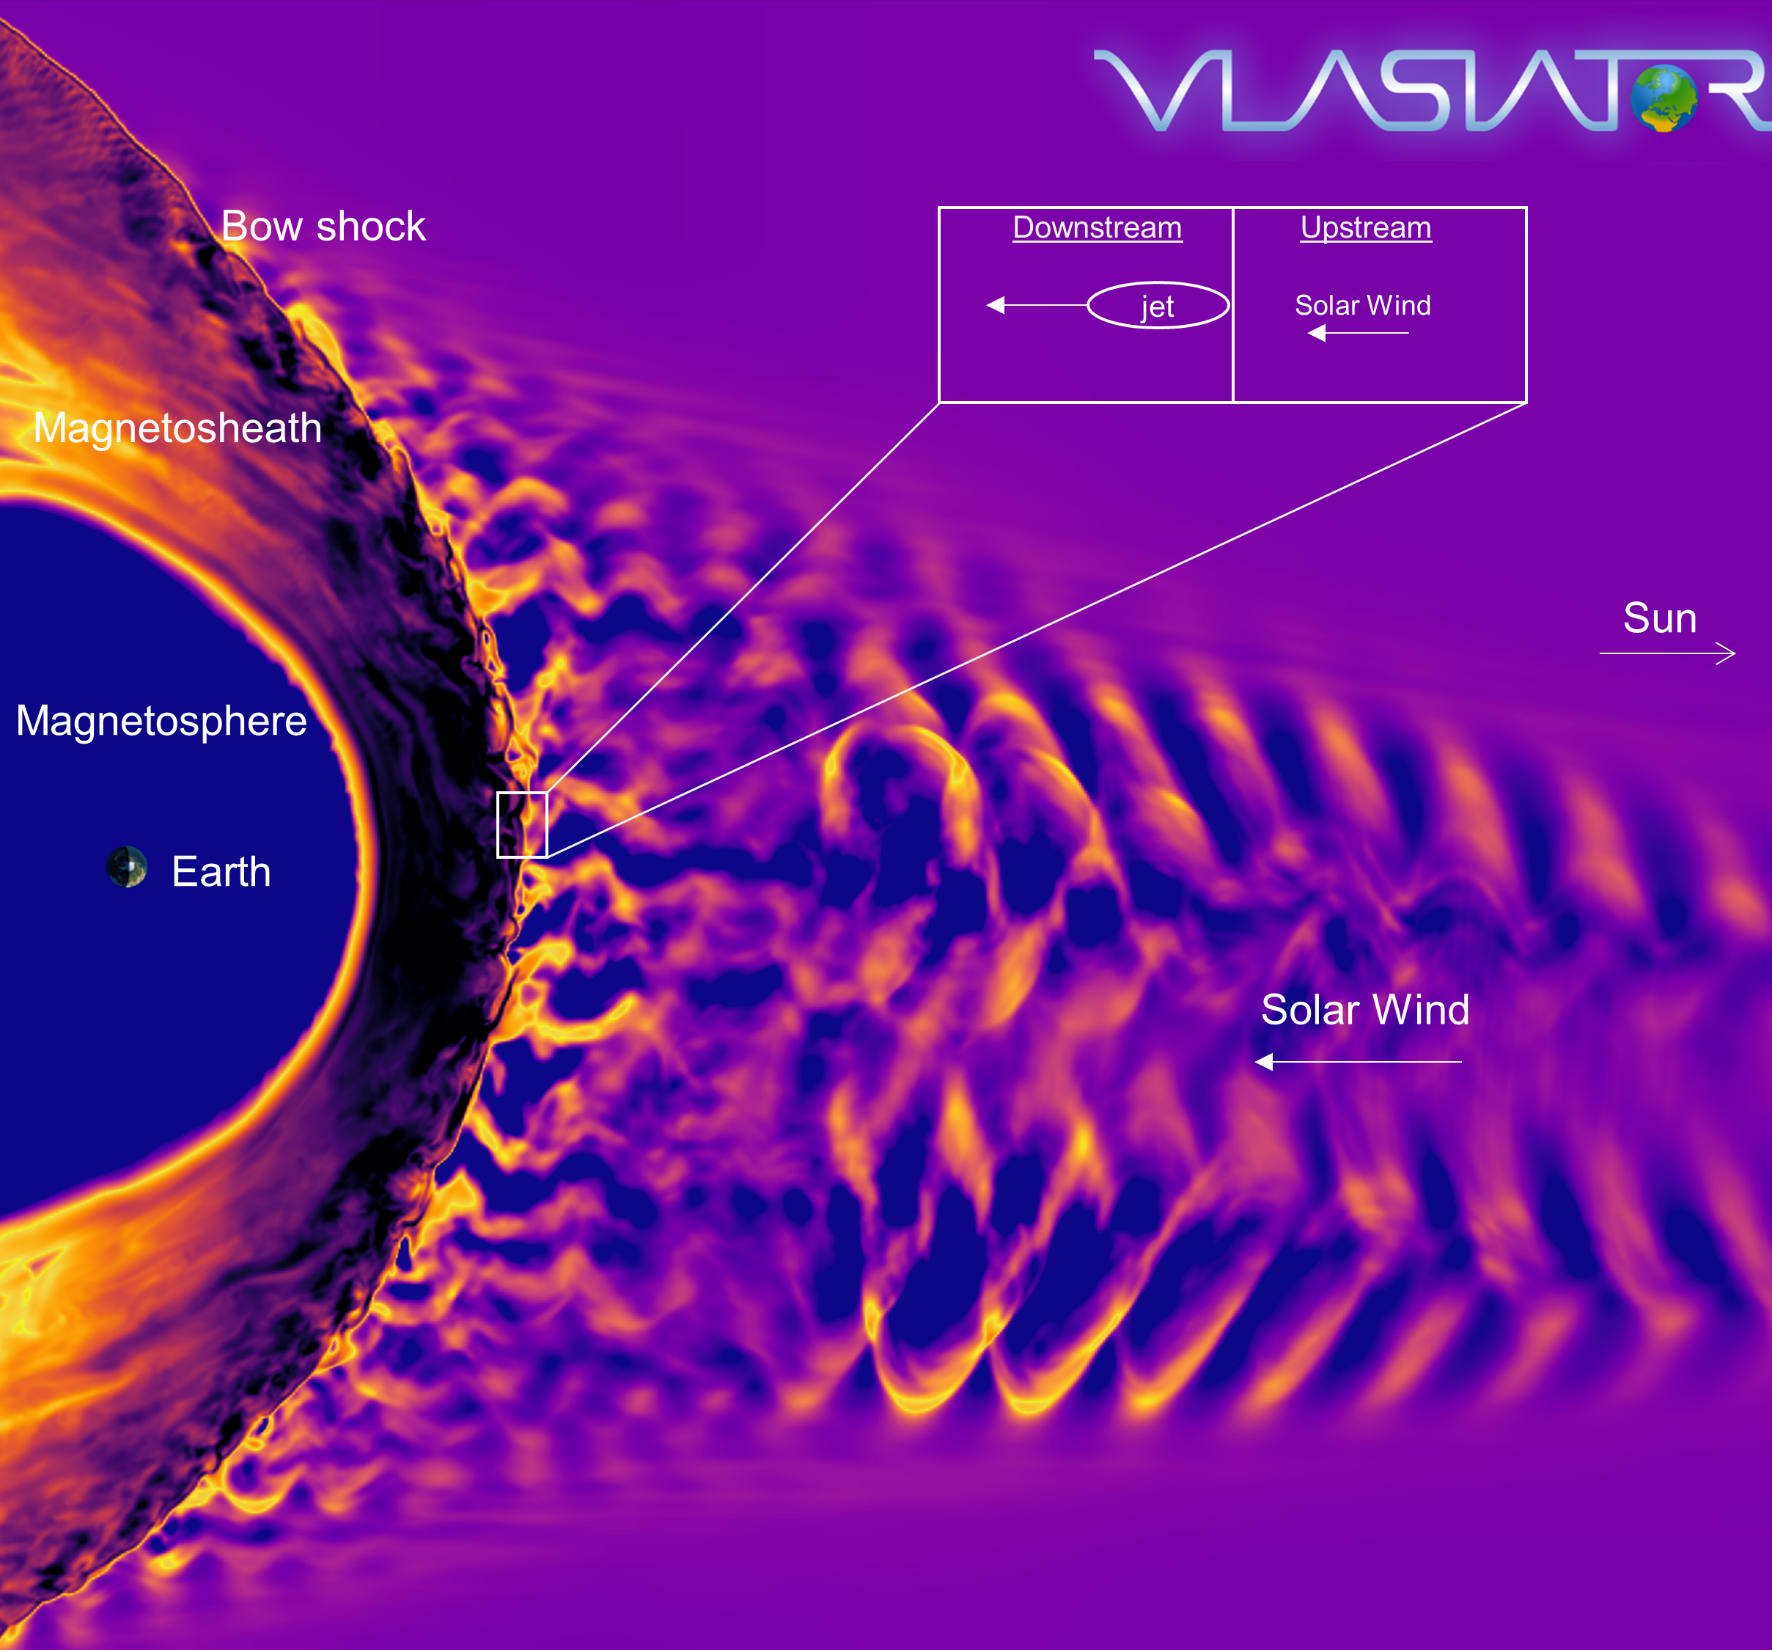 VLASIATOR
Bow shock
Downstream
Upstream
jet
Solar Wind
Magnetosheath
Sun
Magnetosphere
Earth
Solar Wind